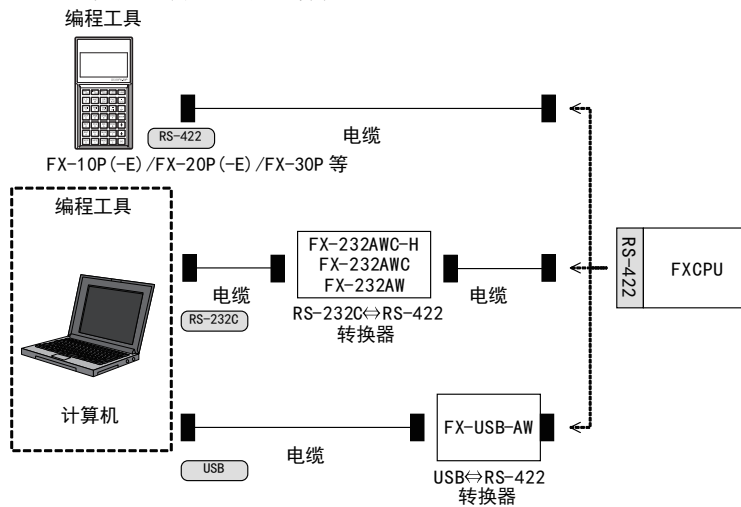 编程工具
RS-422
电缆
FX-10P(-E)/FX-20P(-E)/FX-30P 等
编程工具
计算机
RS-232C
电缆
FX-232AWC-H
FX-232AWC
FX-232AW
RS-232C⇔RS-422
转换器
电缆
RS-422
FXCPU
USB
电缆
FX-USB-AW
USB⇔RS-422
转换器